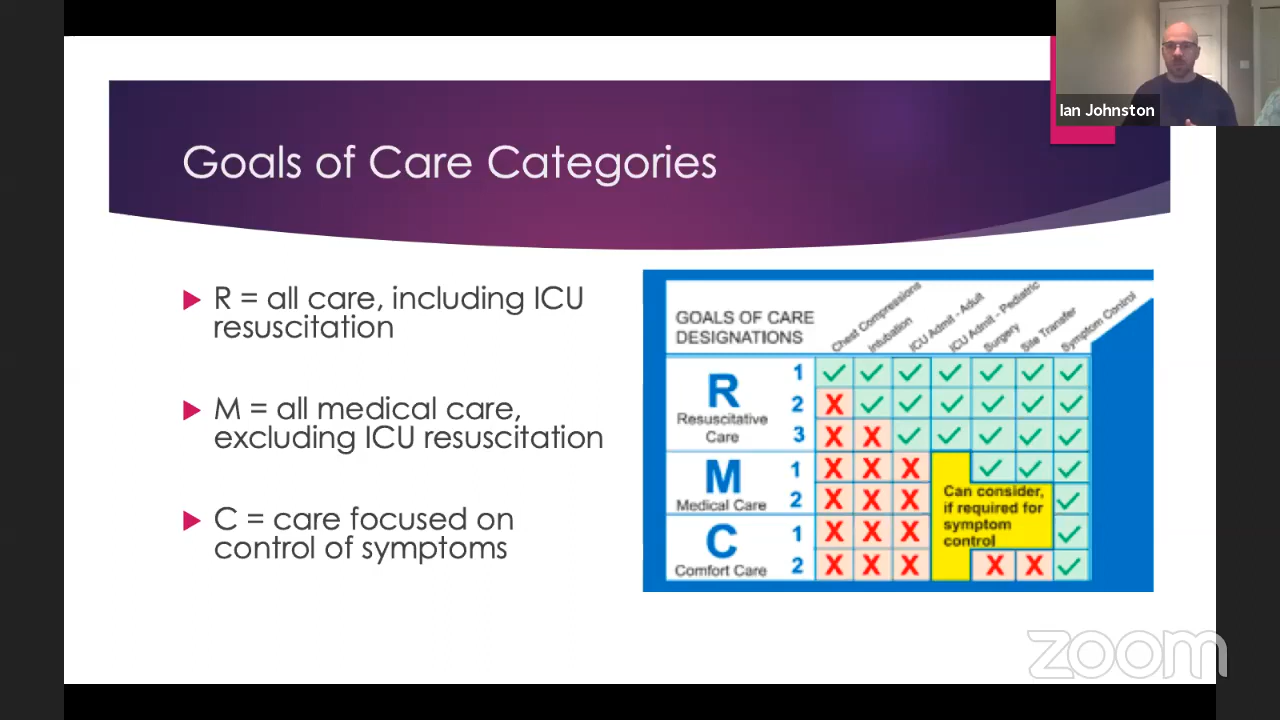 Ian Johnston
Goals of Care Categories
R = all care, including ICU
resuscitation
M = all medical care,
excluding ICU resuscitation
C = care focused on
control of symptoms
GOALS OF CARE
DESIGNATIONS
Chest Compressions
Intubation
ICU Admit - Adult
ICU Admit - Pediatric
Surgery
Site Transfer
Symptom Control
R
Resuscitative
Care
1
2
3
M
Medical Care
1
2
C
Comfort Care
1
2
Can consider,
if required for
symptom
control
zoom